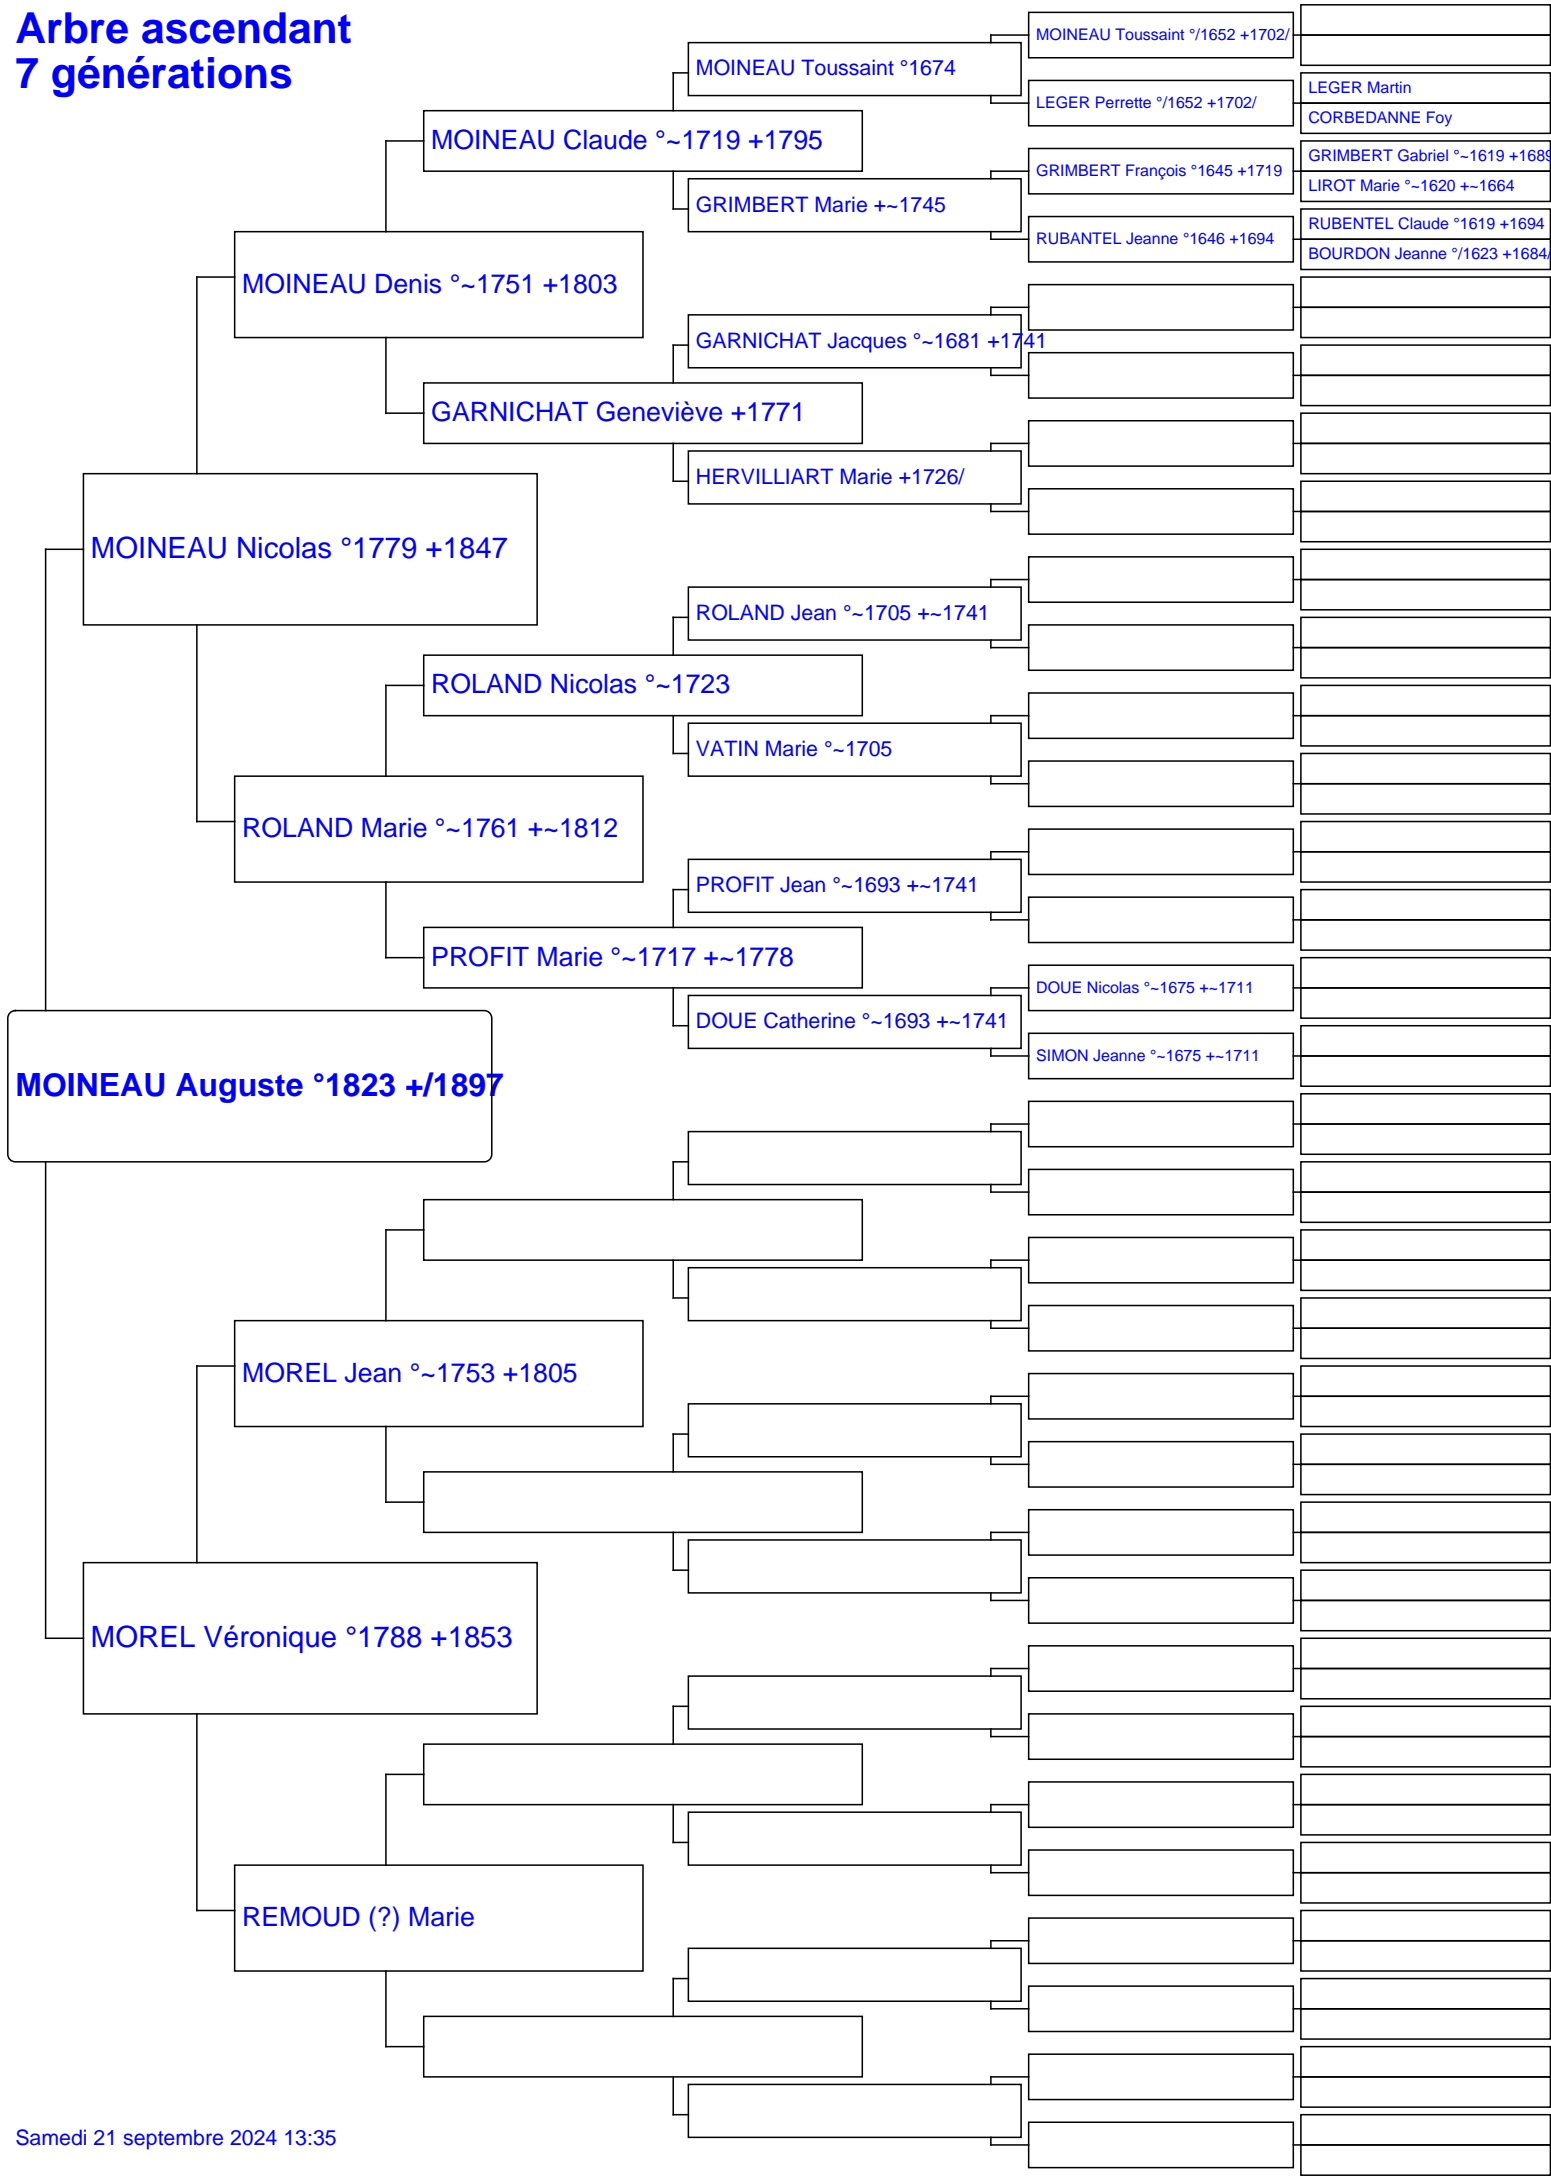 Arbre ascendant
7 générations
MOINEAU Auguste °1823 +/1897
MOINEAU Nicolas °1779 +1847
MOREL Véronique °1788 +1853
MOINEAU Denis °~1751 +1803
ROLAND Marie °~1761 +~1812
MOREL Jean °~1753 +1805
REMOUD (?) Marie
MOINEAU Claude °~1719 +1795
GARNICHAT Geneviève +1771
ROLAND Nicolas °~1723
PROFIT Marie °~1717 +~1778
MOINEAU Toussaint °1674
GRIMBERT Marie +~1745
GARNICHAT Jacques °~1681 +1741
HERVILLIART Marie +1726/
ROLAND Jean °~1705 +~1741
VATIN Marie °~1705
PROFIT Jean °~1693 +~1741
DOUE Catherine °~1693 +~1741
MOINEAU Toussaint °/1652 +1702/
LEGER Perrette °/1652 +1702/
GRIMBERT François °1645 +1719
RUBANTEL Jeanne °1646 +1694
DOUE Nicolas °~1675 +~1711
SIMON Jeanne °~1675 +~1711
LEGER Martin
CORBEDANNE Foy
GRIMBERT Gabriel °~1619 +1689
LIROT Marie °~1620 +~1664
RUBENTEL Claude °1619 +1694
BOURDON Jeanne °/1623 +1684/
Samedi 21 septembre 2024 13:35